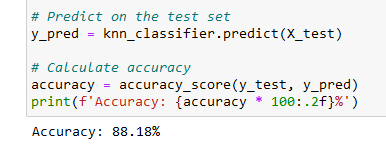 # Predict on the test set
y_pred = knn_classifier.predict(X_test)
# Calculate accuracy
accuracy = accuracy_score(y_test, y_pred)
print(f'Accuracy: {accuracy * 100:.2f}%')
Accuracy: 88.18%